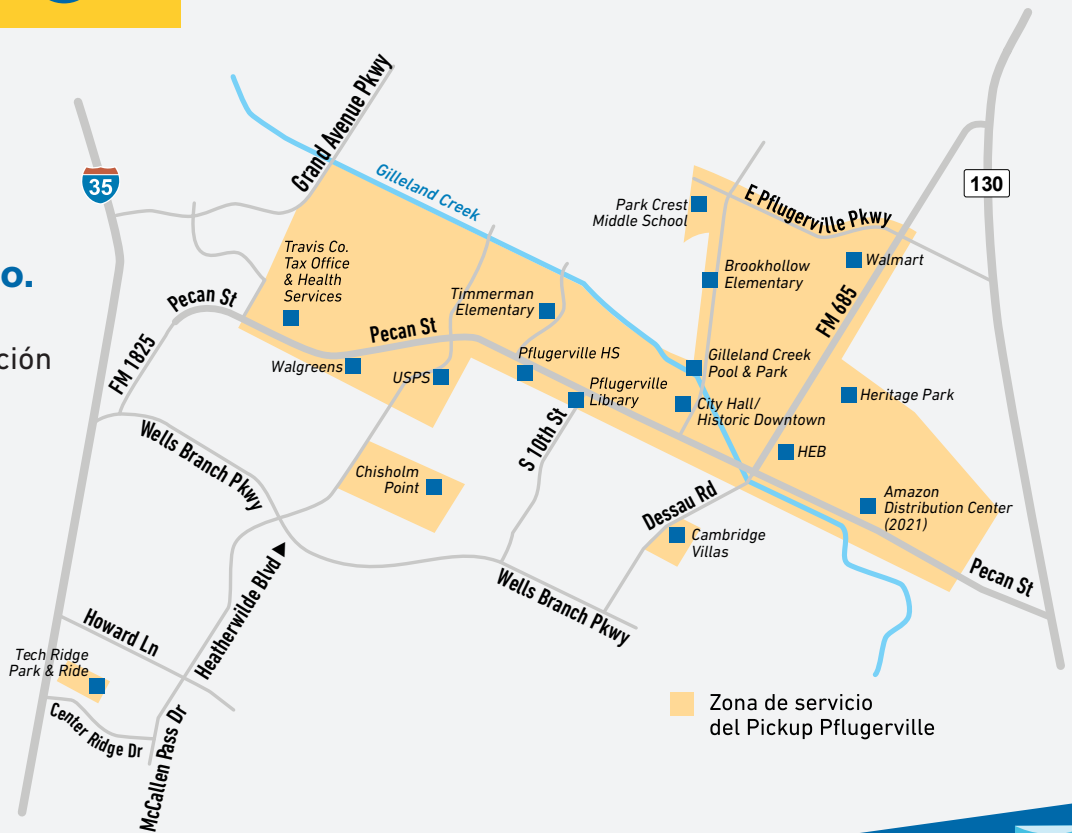 Grand Avenue Pkwy
Gilleland Creek
35
130
Park Crest
Middle School
E Pflugerville Pkwy
Travis Co.
Tax Office
& Health
Services
o.
Walmart
Brookhollow
Elementary
Pecan St
Timmerman
Elementary
FM 685
Pecan St
ción
FM 1825
Walgreens
USPS
Pflugerville HS
Pflugerville
Library
Gilleland Creek
Pool & Park
City Hall/
Historic Downtown
Heritage Park
Wells Branch Pkwy
S 10th St
HEB
Chisholm
Point
Dessau Rd
Amazon
Distribution Center
(2021)
Cambridge
Villas
Pecan St
Wells Branch Pkwy
Heatherwilde Blvd
Howard Ln
Tech Ridge
Park & Ride
Center Ridge Dr
McCallen Pass Dr
Zona de servicio
del Pickup Pflugerville